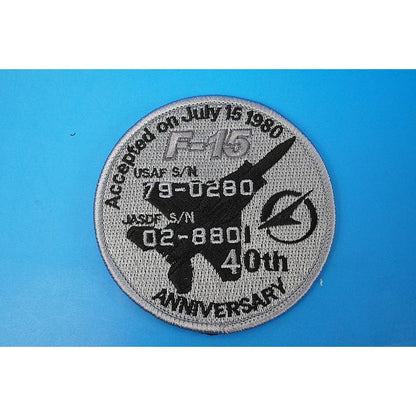 Accepted on July 15 1980
F-15
USAF S/N
79-0280
JASDF S/N
02-8801
40th
ANNIVERSARY